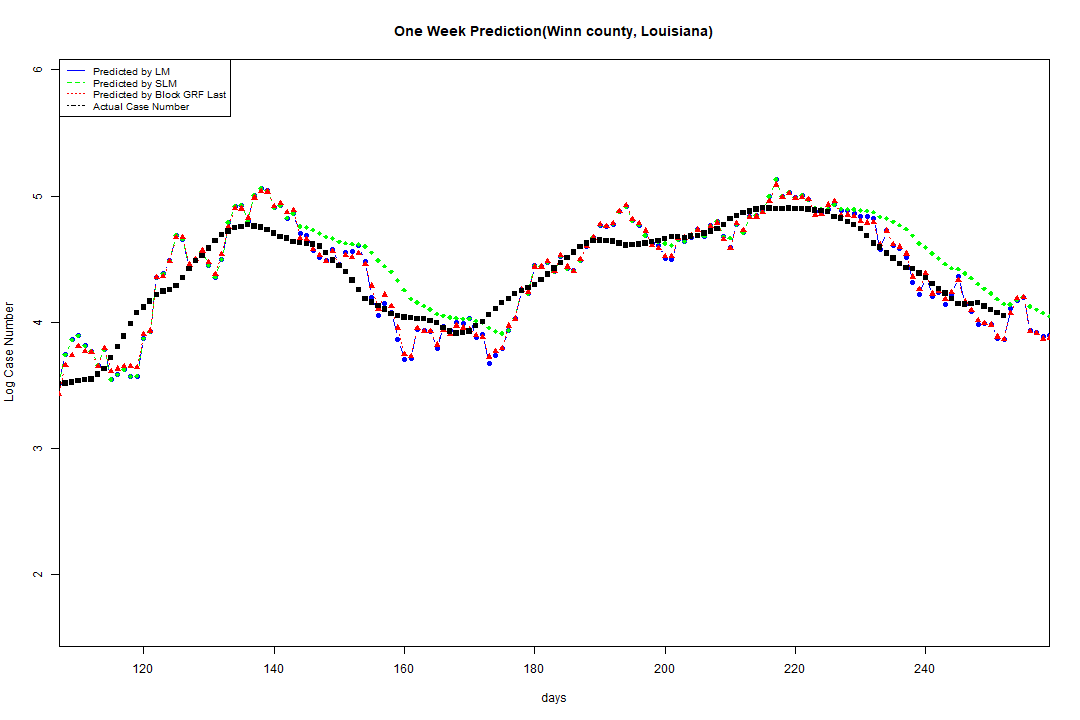 One Week Prediction(Winn county, Louisiana)
Predicted by LM
Predicted by SLM
Predicted by Block GRF Last
Actual Case Number
6
5
4
3
2
Log Case Number
120 140 160 180 200 220 240
days